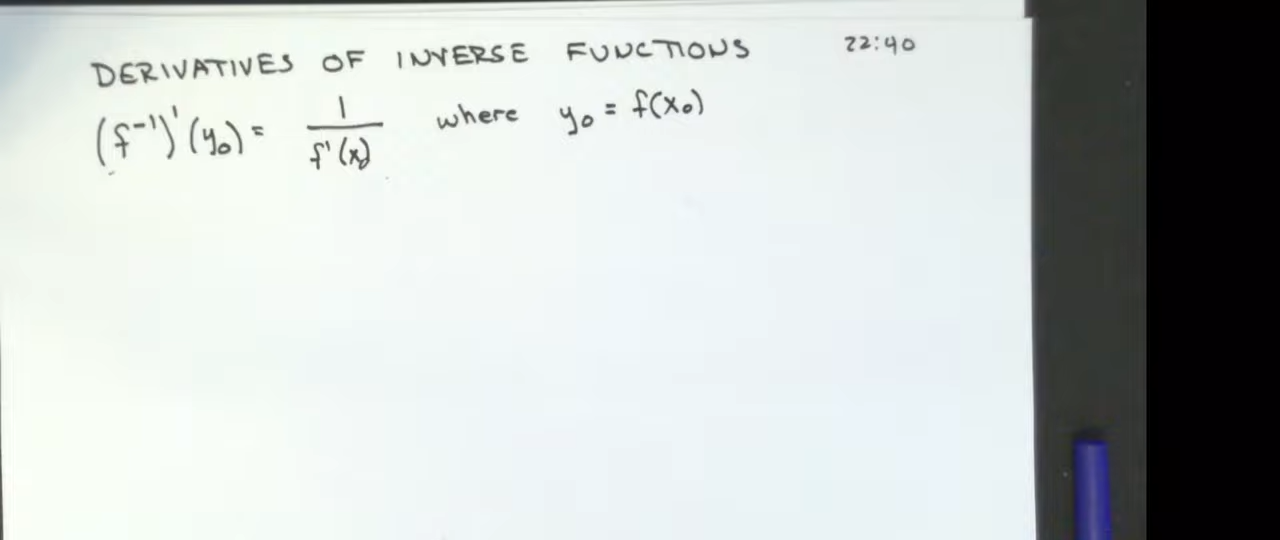 DERIVATIVES OF INVERSE FUNCTIONS 22:40
(f⁻¹)'(y₀) = 1/f'(x₀) where y₀ = f(x₀)